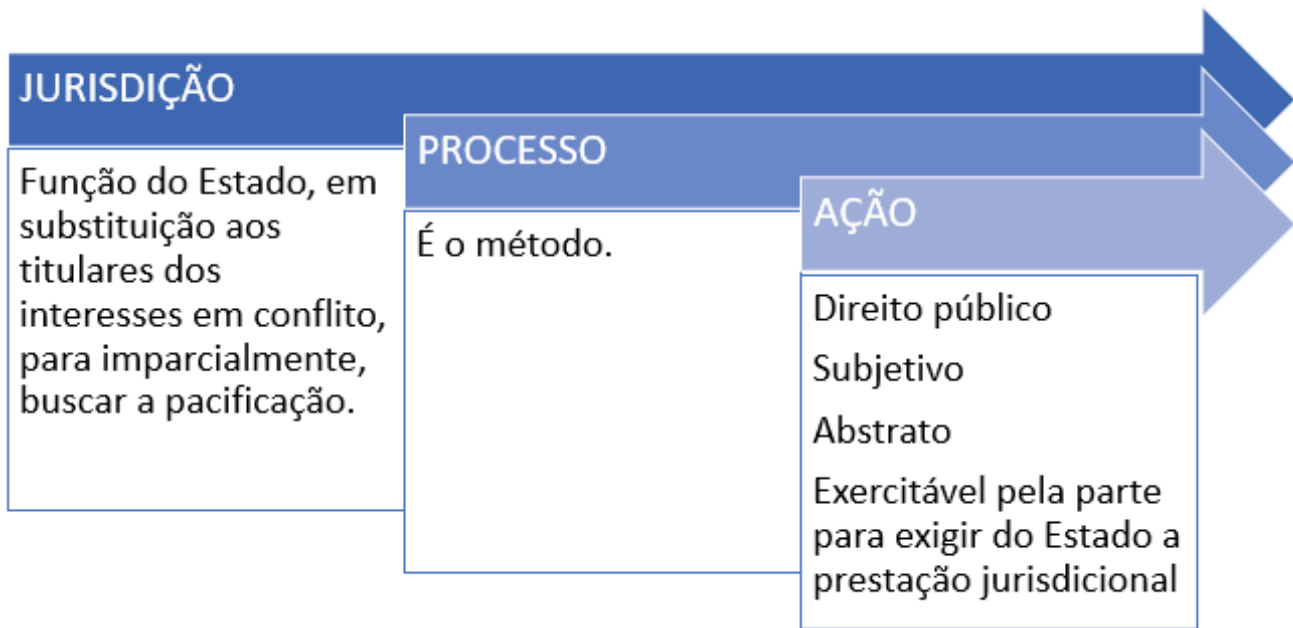 JURISDIÇÃO
Função do Estado, em
substituição aos
titulares dos
interesses em conflito,
para imparcialmente,
buscar a pacificação.
PROCESSO
É o método.
AÇÃO
Direito público
Subjetivo
Abstrato
Exercitável pela parte
para exigir do Estado a
prestação jurisdicional